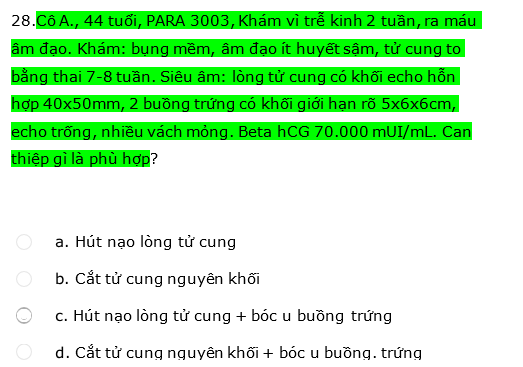 28.Cô A., 44 tuổi, PARA 3003, Khám vì trễ kinh 2 tuần, ra máu
âm đạo. Khám: bụng mềm, âm đạo ít huyết sậm, tử cung to
bằng thai 7-8 tuần. Siêu âm: lòng tử cung có khối echo hỗn
hợp 40x50mm, 2 buồng trứng có khối giới hạn rõ 5x6x6cm,
echo trống, nhiều vách mỏng. Beta hCG 70.000 mUI/mL. Can
thiệp gì là phù hợp?
a. Hút nạo lòng tử cung
b. Cắt tử cung nguyên khối
c. Hút nạo lòng tử cung + bóc u buồng trứng
d. Cắt tử cung nguyên khối + bóc u buồng. trứng